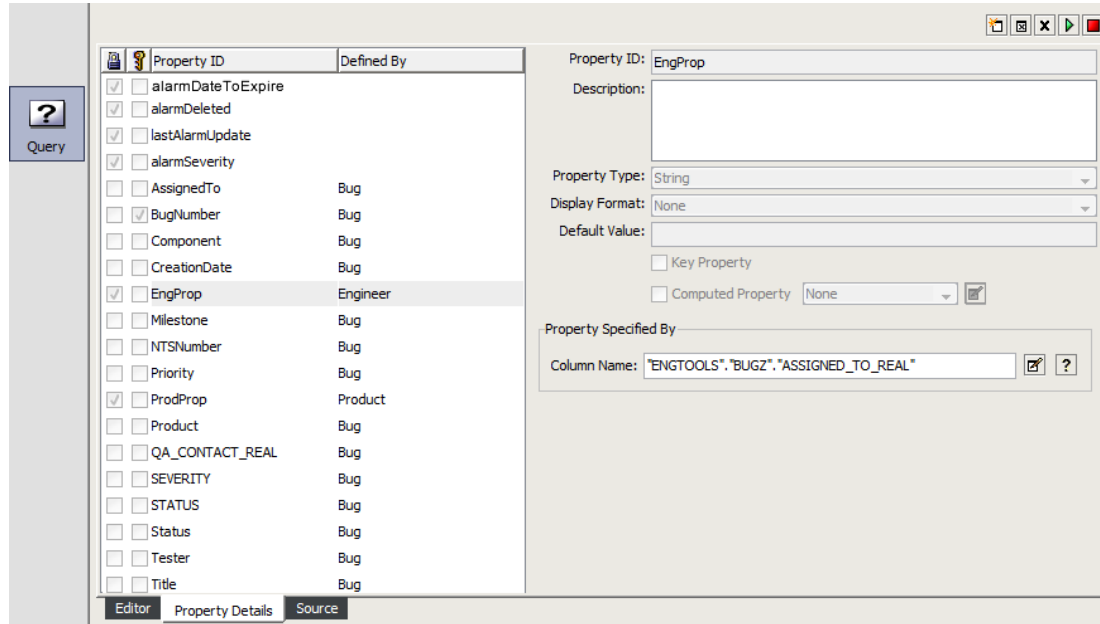 Query
Property ID Defined By
alarmDateToExpire
alarmDeleted
lastAlarmUpdate
alarmSeverity
AssignedTo Bug
BugNumber Bug
Component Bug
CreationDate Bug
EngProp Engineer
Milestone Bug
NTSNumber Bug
Priority Bug
ProdProp Product
Product Bug
QA_CONTACT_REAL Bug
SEVERITY Bug
STATUS Bug
Status Bug
Tester Bug
Title Bug
Editor Property Details Source
Property ID: EngProp
Description:
Property Type: String
Display Format: None
Default Value:
Key Property
Computed Property None
Property Specified By
Column Name: "ENGTOOLS"."BUGZ"."ASSIGNED_TO_REAL" ?